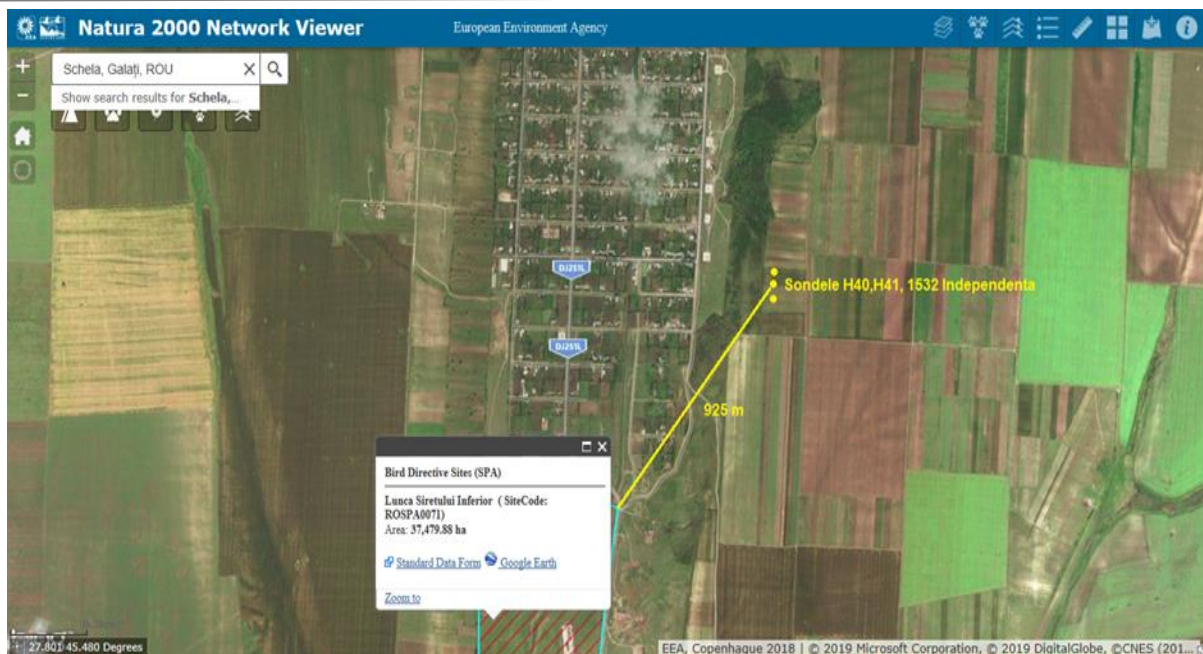 Natura 2000 Network Viewer
European Environment Agency
Schela, Galați, ROU
Show search results for Schela,...
DJ251L
Sondele H40,H41, 1532 Independenta
DJ251L
925 m
Bird Directive Sites (SPA)
Lunca Siretului Inferior ( SiteCode:
ROSPA0071)
Area: 37,479.88 ha
Standard Data Form Google Earth
Zoom to
27.801 45.480 Degrees
EEA, Copenhague 2018 | © 2019 Microsoft Corporation, © 2019 DigitalGlobe, ©CNES (201...